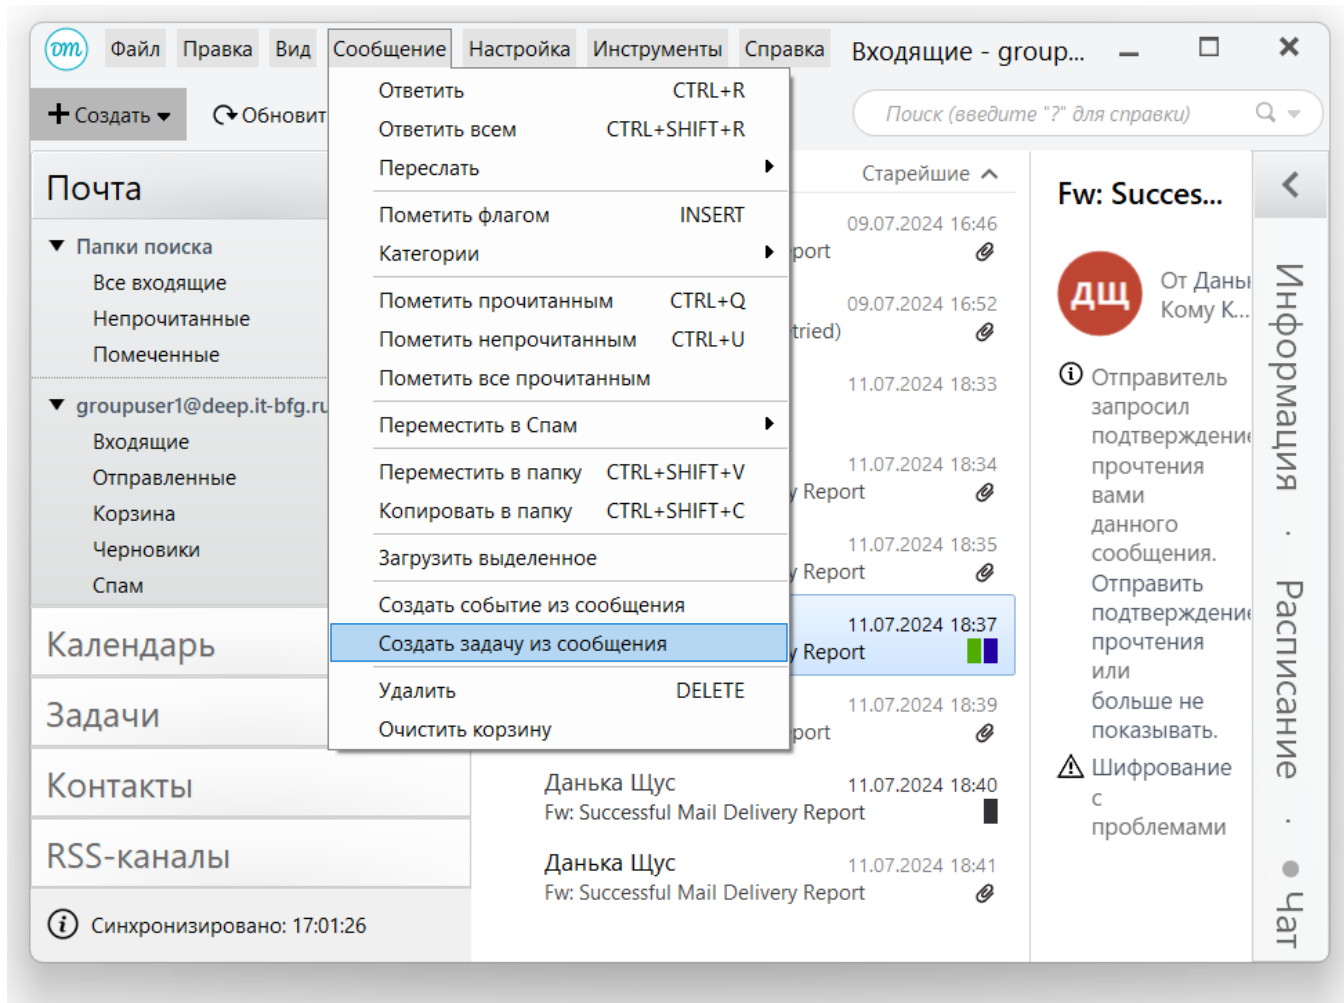 Файл Правка Вид Сообщение Настройка Инструменты Справка Входящие - group...
Создать Обновит
Поиск (введите "?" для справки)
Ответить CTRL+R
Ответить всем CTRL+SHIFT+R
Переслать
Пометить флагом INSERT
Категории
Пометить прочитанным CTRL+Q
Пометить непрочитанным CTRL+U
Пометить все прочитанным
Переместить в Спам
Переместить в папку CTRL+SHIFT+V
Копировать в папку CTRL+SHIFT+C
Загрузить выделенное
Создать событие из сообщения
Создать задачу из сообщения
Удалить DELETE
Очистить корзину
Почта
Папки поиска
Все входящие
Непрочитанные
Помеченные
groupuser1@deep.it-bfg.ru
Входящие
Отправленные
Корзина
Черновики
Спам
Календарь
Задачи
Контакты
RSS-каналы
Синхронизировано: 17:01:26
Старейшие
09.07.2024 16:46
port
09.07.2024 16:52
tried)
11.07.2024 18:33
11.07.2024 18:34
y Report
11.07.2024 18:35
y Report
11.07.2024 18:37
y Report
11.07.2024 18:39
port
Данька Щус 11.07.2024 18:40
Fw: Successful Mail Delivery Report
Данька Щус 11.07.2024 18:41
Fw: Successful Mail Delivery Report
Fw: Succes...
ДЩ
От Дань
Кому К...
Отправитель
запросил
подтверждени
прочтения
вами
данного
сообщения.
Отправить
подтверждени
прочтения
или
больше не
показывать.
Шифрование
с
проблемами
Информация · Расписание · Чат